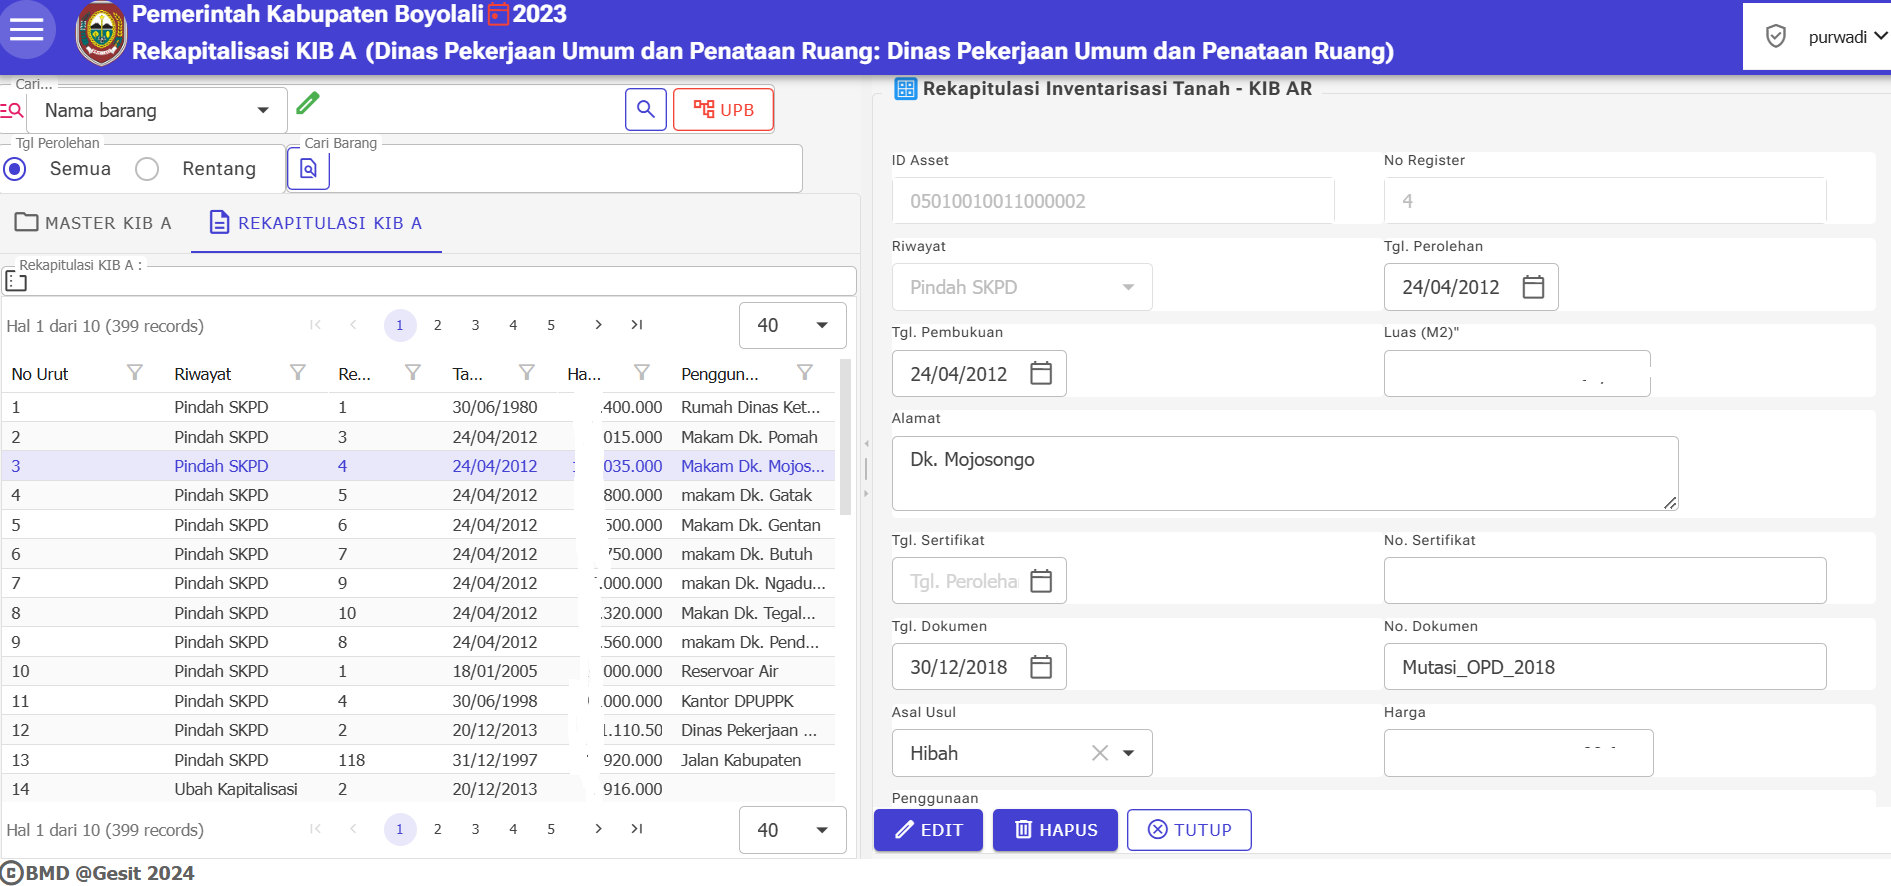 Pemerintah Kabupaten Boyolali 2023
Rekapitalisasi KIB A (Dinas Pekerjaan Umum dan Penataan Ruang: Dinas Pekerjaan Umum dan Penataan Ruang)
purwadi
Cari...
Nama barang
UPB
Tgl Perolehan
Semua
Rentang
Cari Barang
MASTER KIB A
REKAPITULASI KIB A
Rekapitulasi KIB A :
Hal 1 dari 10 (399 records)
1 2 3 4 5
40
No Urut Riwayat Re... Ta... Ha... Penggun...
1 Pindah SKPD 1 30/06/1980 .400.000 Rumah Dinas Ket...
2 Pindah SKPD 3 24/04/2012 015.000 Makam Dk. Pomah
3 Pindah SKPD 4 24/04/2012 035.000 Makam Dk. Mojos...
4 Pindah SKPD 5 24/04/2012 800.000 makam Dk. Gatak
5 Pindah SKPD 6 24/04/2012 500.000 Makam Dk. Gentan
6 Pindah SKPD 7 24/04/2012 750.000 makam Dk. Butuh
7 Pindah SKPD 9 24/04/2012 .000.000 makan Dk. Ngadu...
8 Pindah SKPD 10 24/04/2012 .320.000 Makan Dk. Tegal...
9 Pindah SKPD 8 24/04/2012 .560.000 makam Dk. Pend...
10 Pindah SKPD 1 18/01/2005 000.000 Reservoar Air
11 Pindah SKPD 4 30/06/1998 .000.000 Kantor DPUPPK
12 Pindah SKPD 2 20/12/2013 1.110.50 Dinas Pekerjaan ...
13 Pindah SKPD 118 31/12/1997 920.000 Jalan Kabupaten
14 Ubah Kapitalisasi 2 20/12/2013 916.000
Hal 1 dari 10 (399 records)
1 2 3 4 5
40
BMD @Gesit 2024
Rekapitulasi Inventarisasi Tanah - KIB AR
ID Asset
05010010011000002
No Register
4
Riwayat
Pindah SKPD
Tgl. Perolehan
24/04/2012
Tgl. Pembukuan
24/04/2012
Luas (M2)"
Alamat
Dk. Mojosongo
Tgl. Sertifikat
Tgl. Peroleha
No. Sertifikat
Tgl. Dokumen
30/12/2018
No. Dokumen
Mutasi_OPD_2018
Asal Usul
Hibah
Harga
Penggunaan
EDIT
HAPUS
TUTUP